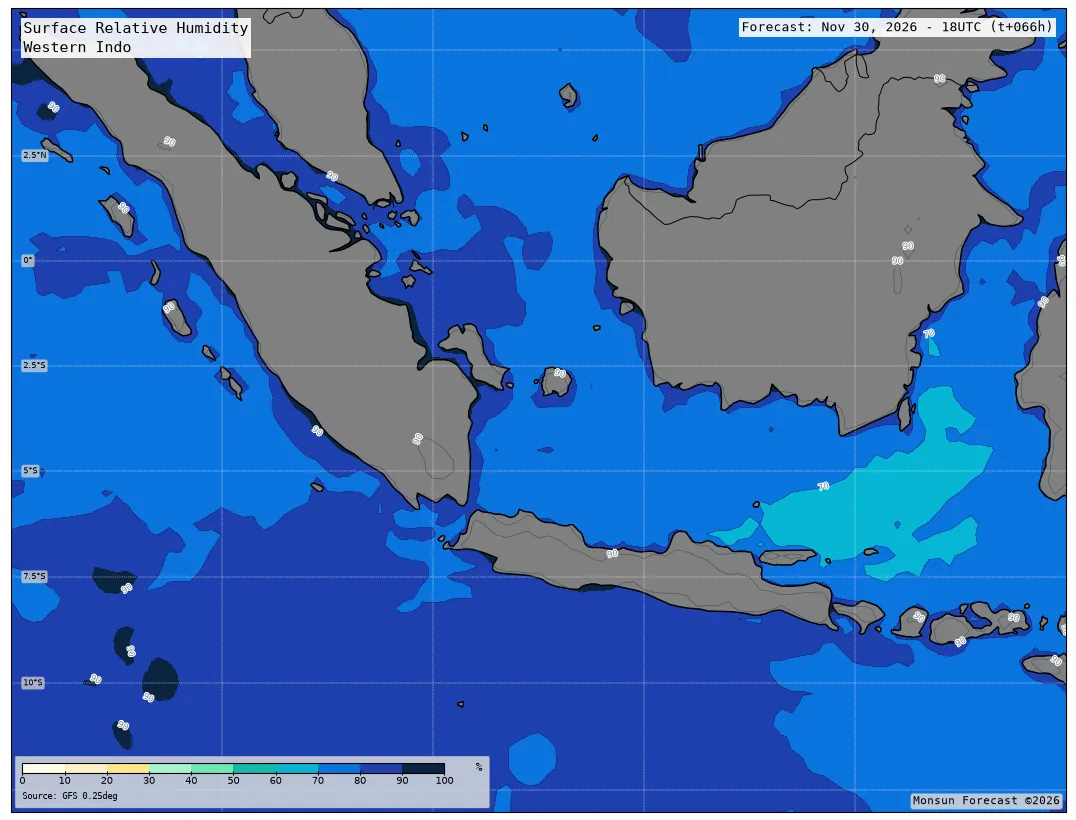 Surface Relative Humidity
Western Indo
Forecast: Nov 30, 2026 - 18UTC (t+066h)
90
90
90
90
2.5°N
90
90
0°
90
90
90
90
70
2.5°S
90
90
90
5°S
70
90
7.5°S
90
90
90
90
90
90
10°S
90
90
90
0 10 20 30 40 50 60 70 80 90 100 %
Source: GFS 0.25deg
Monsun Forecast ©2026